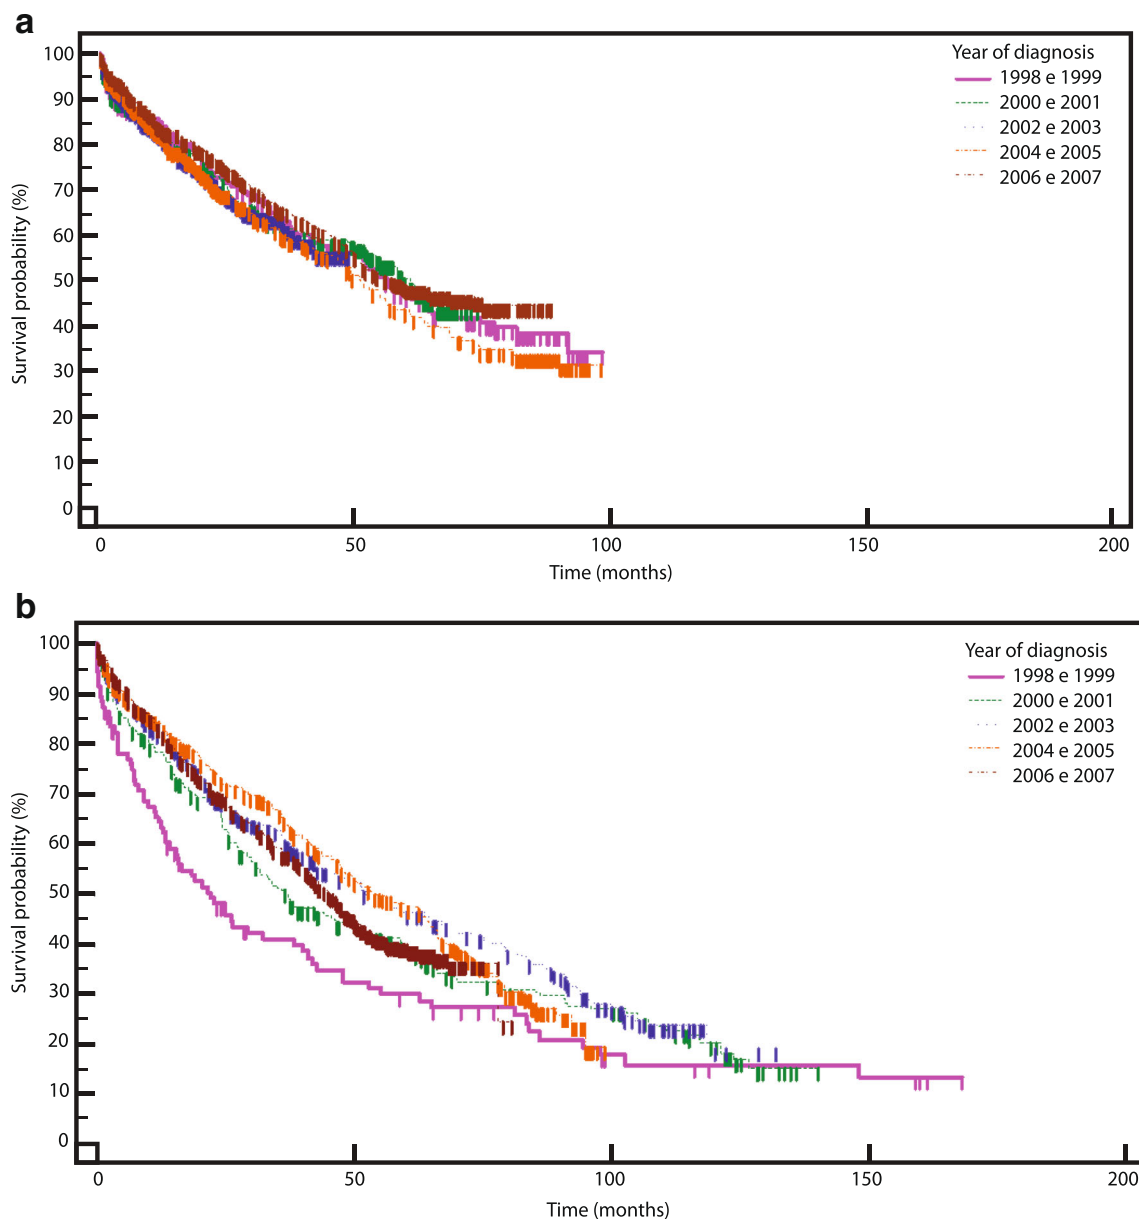 a
Survival probability (%)
100
90
80
70
60
50
40
30
20
10
0
0 50 100 150 200
Time (months)
Year of diagnosis
1998 e 1999
2000 e 2001
2002 e 2003
2004 e 2005
2006 e 2007
b
Survival probability (%)
100
90
80
70
60
50
40
30
20
10
0
0 50 100 150 200
Time (months)
Year of diagnosis
1998 e 1999
2000 e 2001
2002 e 2003
2004 e 2005
2006 e 2007